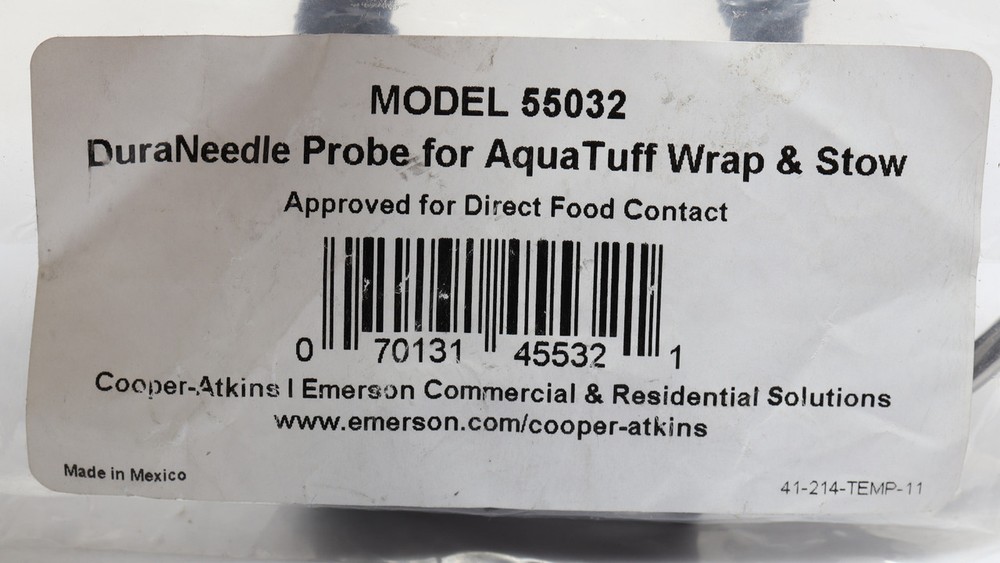 MODEL 55032
DuraNeedle Probe for AquaTuff Wrap & Stow
Approved for Direct Food Contact
0 70131 45532 1
Cooper-Atkins | Emerson Commercial & Residential Solutions
www.emerson.com/cooper-atkins
Made in Mexico
41-214-TEMP-11